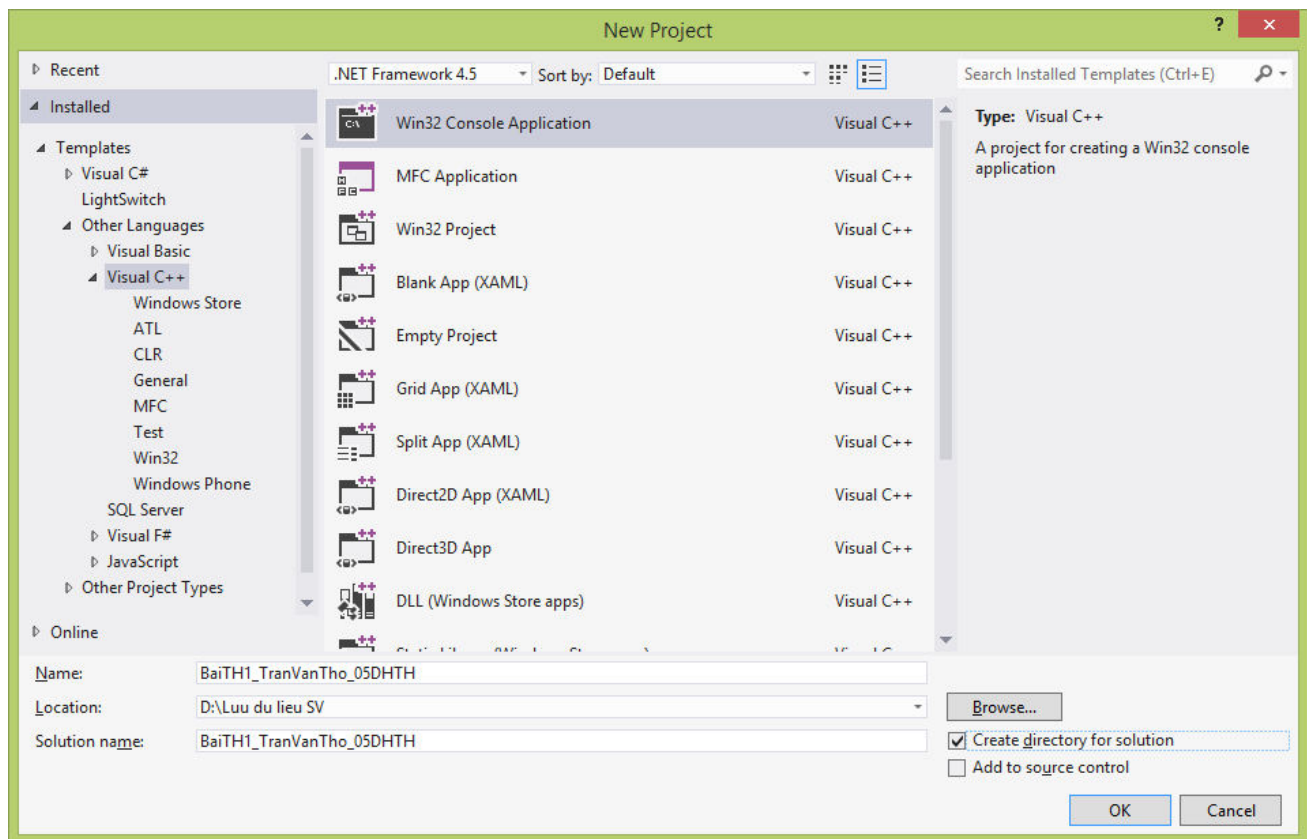 New Project
?
Recent
.NET Framework 4.5
Sort by: Default
Search Installed Templates (Ctrl+E)
Installed
Templates
Visual C#
LightSwitch
Other Languages
Visual Basic
Visual C++
Windows Store
ATL
CLR
General
MFC
Test
Win32
Windows Phone
SQL Server
Visual F#
JavaScript
Other Project Types
Online
Win32 Console Application Visual C++
MFC Application Visual C++
Win32 Project Visual C++
Blank App (XAML) Visual C++
Empty Project Visual C++
Grid App (XAML) Visual C++
Split App (XAML) Visual C++
Direct2D App (XAML) Visual C++
Direct3D App Visual C++
DLL (Windows Store apps) Visual C++
Type: Visual C++
A project for creating a Win32 console
application
Name: BaiTH1_TranVanTho_05DHTH
Location: D:\Luu du lieu SV
Browse...
Solution name: BaiTH1_TranVanTho_05DHTH
Create directory for solution
Add to source control
OK Cancel